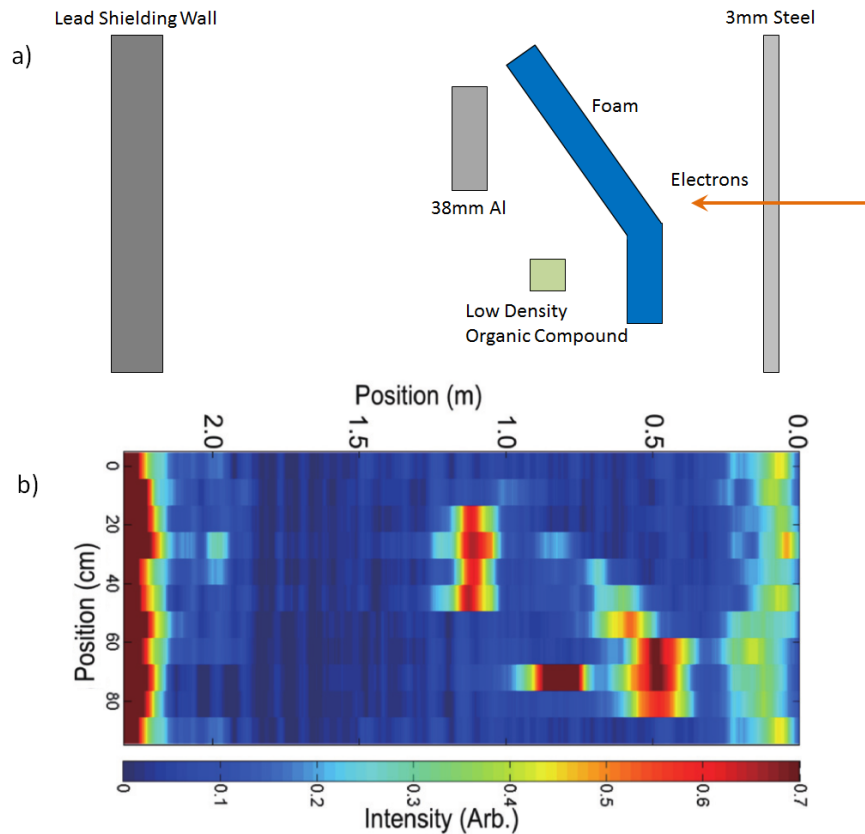 Lead Shielding Wall
3mm Steel
a)
Foam
Electrons
38mm Al
Low Density
Organic Compound
Position (m)
2.0
1.5
1.0
0.5
0.0
b)
Position (cm)
0
20
40
60
80
0
0.1
0.2
0.3
0.4
0.5
0.6
0.7
Intensity (Arb.)